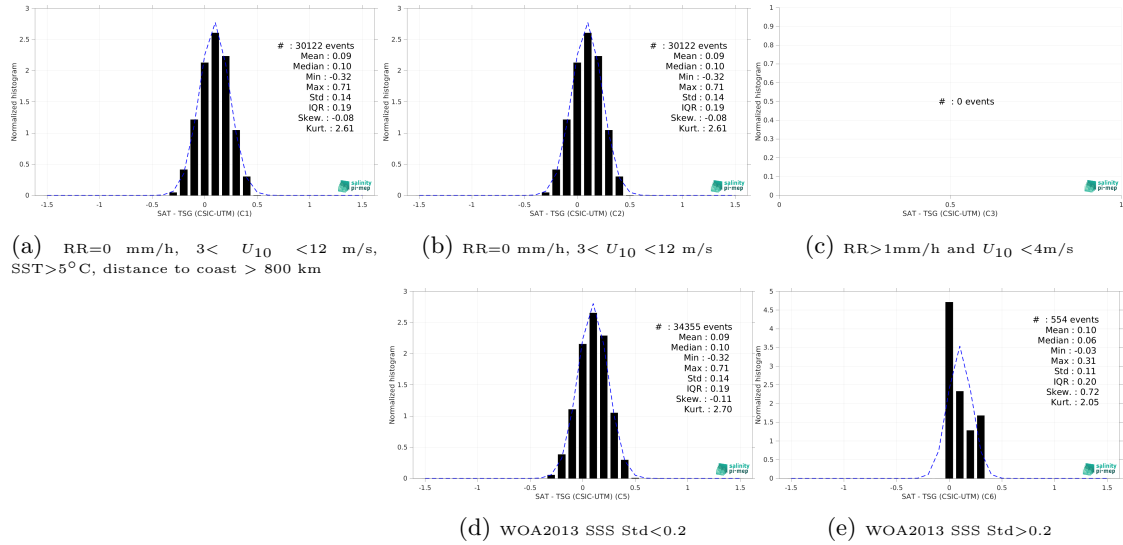 3
2.5
2
1.5
1
0.5
0
Normalized histogram
# : 30122 events
Mean : 0.09
Median : 0.10
Min : -0.32
Max : 0.71
Std : 0.14
IQR : 0.19
Skew. : -0.08
Kurt. : 2.61
salinity
pi-mep
-1.5 -1 -0.5 0 0.5 1 1.5
SAT - TSG (CSIC-UTM) (C1)
(a) RR=0 mm/h, 3< U10 <12 m/s,
SST>5°C, distance to coast > 800 km
3
2.5
2
1.5
1
0.5
0
Normalized histogram
# : 30122 events
Mean : 0.09
Median : 0.10
Min : -0.32
Max : 0.71
Std : 0.14
IQR : 0.19
Skew. : -0.08
Kurt. : 2.61
salinity
pi-mep
-1.5 -1 -0.5 0 0.5 1 1.5
SAT - TSG (CSIC-UTM) (C2)
(b) RR=0 mm/h, 3< U10 <12 m/s
1
0.9
0.8
0.7
0.6
0.5
0.4
0.3
0.2
0.1
0
Normalized histogram
# : 0 events
salinity
pi-mep
0 0.5 1
SAT - TSG (CSIC-UTM) (C3)
(c) RR>1mm/h and U10 <4m/s
3
2.5
2
1.5
1
0.5
0
Normalized histogram
# : 34355 events
Mean : 0.09
Median : 0.10
Min : -0.32
Max : 0.71
Std : 0.14
IQR : 0.19
Skew. : -0.11
Kurt. : 2.70
salinity
pi-mep
-1.5 -1 -0.5 0 0.5 1 1.5
SAT - TSG (CSIC-UTM) (C5)
(d) WOA2013 SSS Std<0.2
5
4.5
4
3.5
3
2.5
2
1.5
1
0.5
0
Normalized histogram
# : 554 events
Mean : 0.10
Median : 0.06
Min : -0.03
Max : 0.31
Std : 0.11
IQR : 0.20
Skew. : 0.72
Kurt. : 2.05
salinity
pi-mep
-1.5 -1 -0.5 0 0.5 1 1.5
SAT - TSG (CSIC-UTM) (C6)
(e) WOA2013 SSS Std>0.2